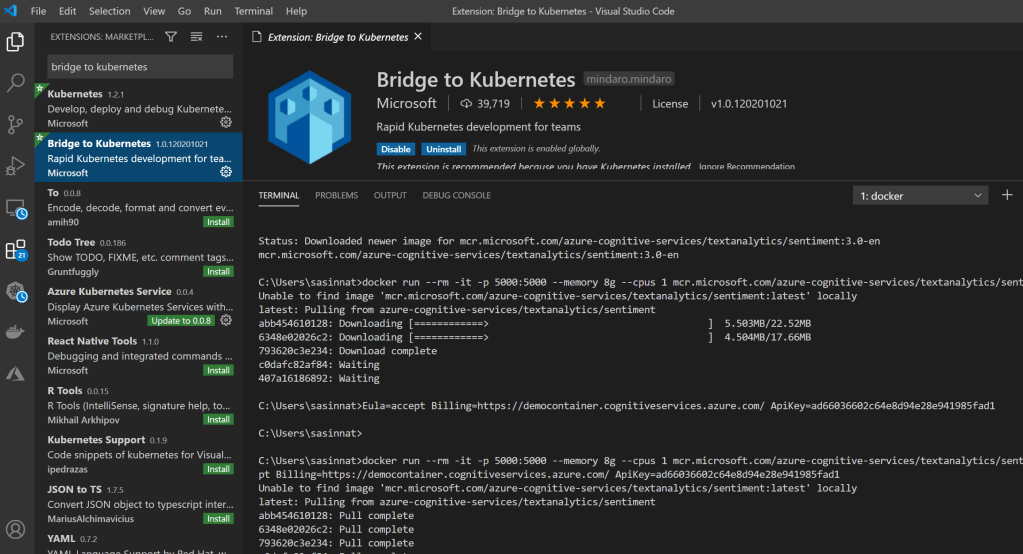 File Edit Selection View Go Run Terminal Help
Extension: Bridge to Kubernetes - Visual Studio Code
EXTENSIONS: MARKETPL...
bridge to kubernetes
Kubernetes 1.2.1
Develop, deploy and debug Kubernete...
Microsoft
Bridge to Kubernetes 1.0.120201021
Rapid Kubernetes development for tea...
Microsoft
To 0.0.8
Encode, decode, format and convert ev...
amih90 Install
Todo Tree 0.0.186
Show TODO, FIXME, etc. comment tags...
Gruntfuggly Install
Azure Kubernetes Service 0.0.4
Display Azure Kubernetes Services with...
Microsoft Update to 0.0.8
React Native Tools 1.1.0
Debugging and integrated commands ...
Microsoft Install
R Tools 0.0.15
R Tools (IntelliSense, signature help, to...
Mikhail Arkhipov Install
Kubernetes Support 0.1.9
Code snippets of kubernetes for Visual...
ipedrazas Install
JSON to TS 1.7.5
Convert JSON object to typescript inter...
MariusAlchimavicius Install
YAML 0.7.2
YAML Language Support by Red Hat, w...
21
Extension: Bridge to Kubernetes
Bridge to Kubernetes mindaro.mindaro
Microsoft 39,719 License v1.0.120201021
Rapid Kubernetes development for teams
Disable Uninstall This extension is enabled globally.
This extension is recommended because you have Kubernetes installed Ignore Recommendation
TERMINAL PROBLEMS OUTPUT DEBUG CONSOLE 1: docker
Status: Downloaded newer image for mcr.microsoft.com/azure-cognitive-services/textanalytics/sentiment:3.0-en
mcr.microsoft.com/azure-cognitive-services/textanalytics/sentiment:3.0-en
C:\Users\sasinnat>docker run --rm -it -p 5000:5000 --memory 8g --cpus 1 mcr.microsoft.com/azure-cognitive-services/textanalytics/sent
Unable to find image 'mcr.microsoft.com/azure-cognitive-services/textanalytics/sentiment:latest' locally
latest: Pulling from azure-cognitive-services/textanalytics/sentiment
abb454610128: Downloading [============> ] 5.503MB/22.52MB
6348e02026c2: Downloading [============> ] 4.504MB/17.66MB
793620c3e234: Download complete
c0dafc82af84: Waiting
407a16186892: Waiting
C:\Users\sasinnat>Eula=accept Billing=https://democontainer.cognitiveservices.azure.com/ ApiKey=ad66036602c64e8d94e28e941985fad1
C:\Users\sasinnat>
C:\Users\sasinnat>docker run --rm -it -p 5000:5000 --memory 8g --cpus 1 mcr.microsoft.com/azure-cognitive-services/textanalytics/sent
pt Billing=https://democontainer.cognitiveservices.azure.com/ ApiKey=ad66036602c64e8d94e28e941985fad1
Unable to find image 'mcr.microsoft.com/azure-cognitive-services/textanalytics/sentiment:latest' locally
latest: Pulling from azure-cognitive-services/textanalytics/sentiment
abb454610128: Pull complete
6348e02026c2: Pull complete
793620c3e234: Pull complete